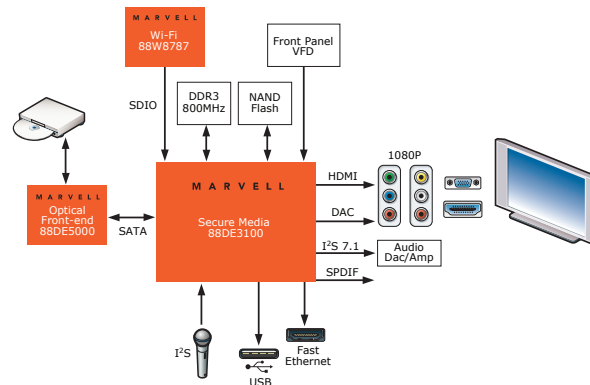 MARVELL
Wi-Fi
88W8787
Front Panel
VFD
SDIO
DDR3
800MHz
NAND
Flash
1080P
MARVELL
Optical
Front-end
88DE5000
SATA
MARVELL
Secure Media
88DE3100
HDMI
DAC
I²S 7.1
Audio
Dac/Amp
SPDIF
I²S
USB
Fast
Ethernet